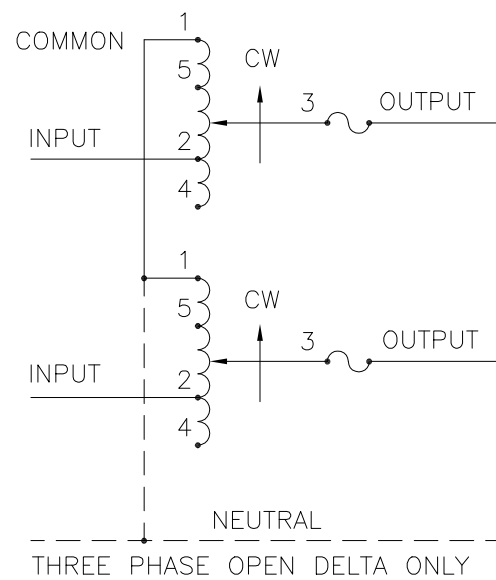 1
COMMON
CW
5
3
OUTPUT
INPUT
2
4
1
CW
5
3
OUTPUT
INPUT
2
4
NEUTRAL
THREE PHASE OPEN DELTA ONLY